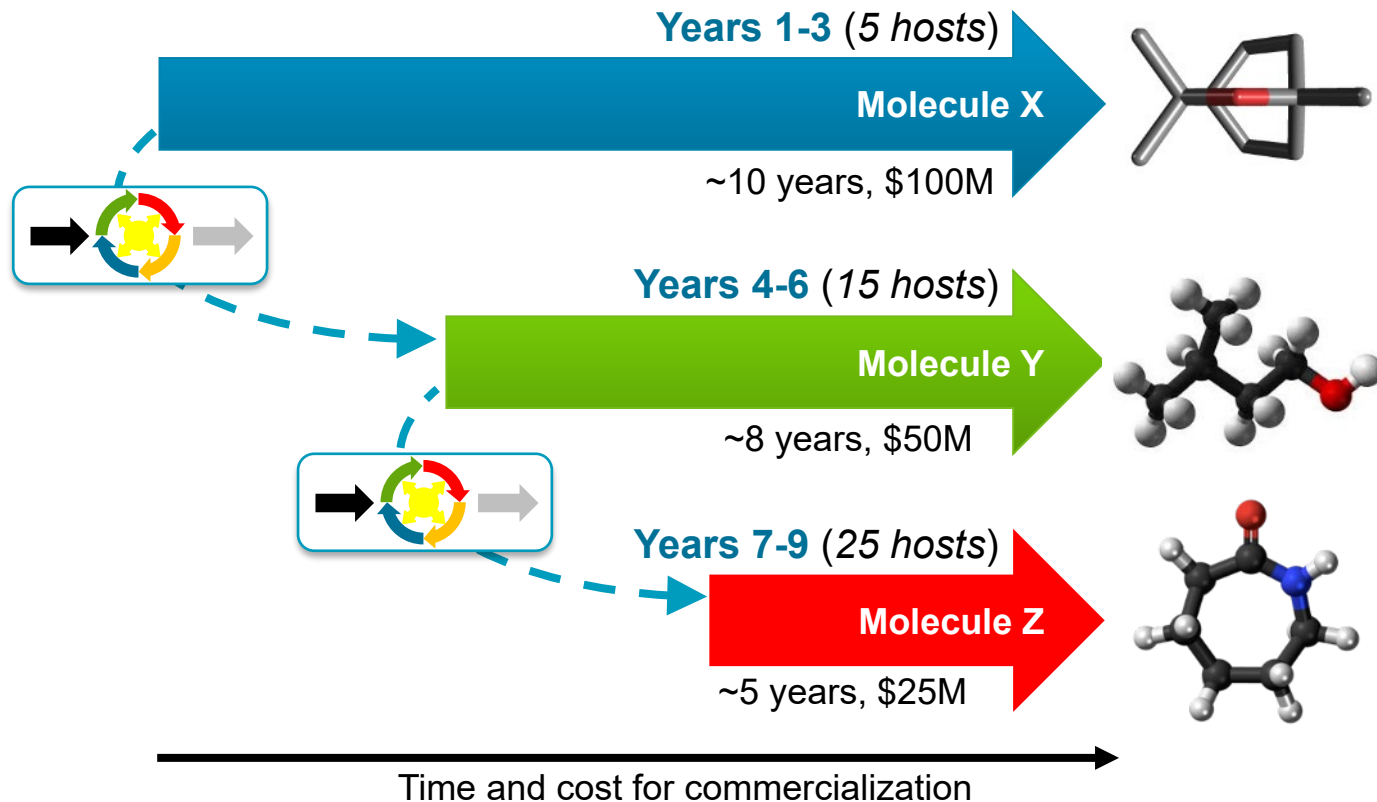 Years 1-3 (5 hosts)
Molecule X
~10 years, $100M
Years 4-6 (15 hosts)
Molecule Y
~8 years, $50M
Years 7-9 (25 hosts)
Molecule Z
~5 years, $25M
Time and cost for commercialization